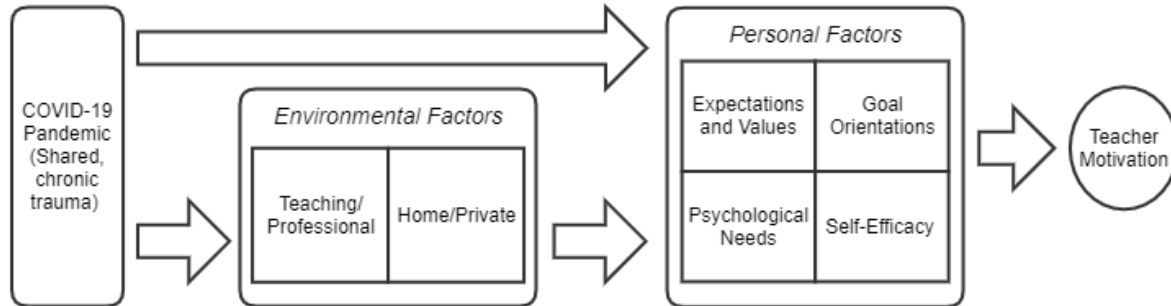 COVID-19
Pandemic
(Shared,
chronic
trauma)
Environmental Factors
Teaching/
Professional
Home/Private
Personal Factors
Expectations
and Values
Goal
Orientations
Psychological
Needs
Self-Efficacy
Teacher
Motivation